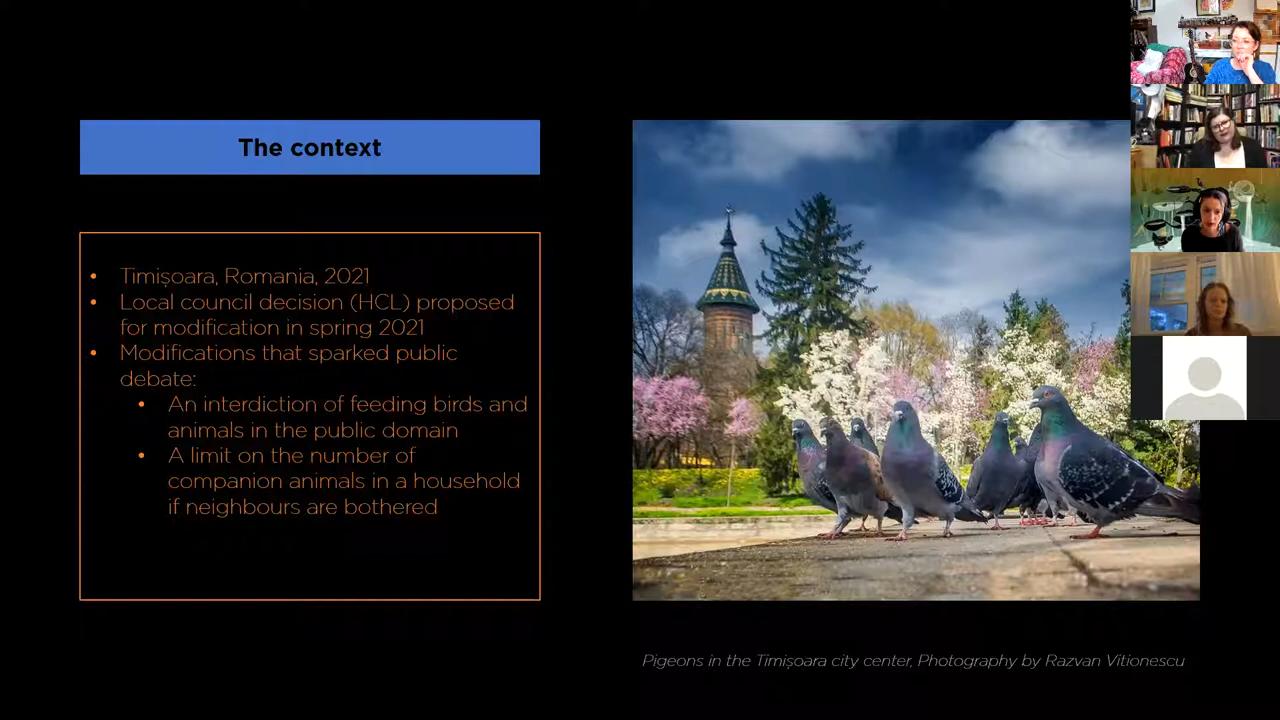 The context
• Timișoara, Romania, 2021
• Local council decision (HCL) proposed
for modification in spring 2021
• Modifications that sparked public
debate:
• An interdiction of feeding birds and
animals in the public domain
• A limit on the number of
companion animals in a household
if neighbours are bothered
Pigeons in the Timișoara city center, Photography by Razvan Vitionescu